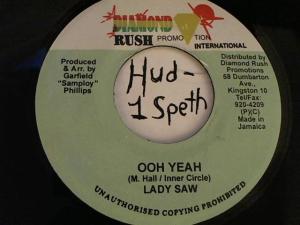 DIAMOND
RUSH PROMOTION
INTERNATIONAL
Produced
& Arr. by
Garfield
"Samploy"
Phillips
Hud-
1 Speth
Distributed by
Diamond Rush
Promotions
58 Dumbarton
Ave.,
Kingston 10
Tel/Fax:
920-4209
(P)(C)
Made in
Jamaica
OOH YEAH
(M. Hall / Inner Circle)
LADY SAW
UNAUTHORISED COPYING PROHIBITED